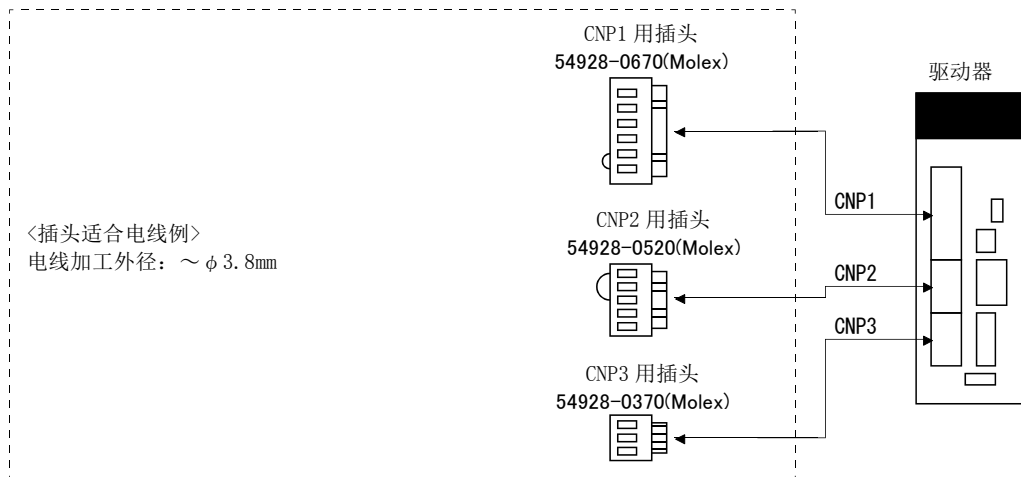 CNP1 用插头
54928-0670(Molex)
驱动器
CNP1
<插头适合电线例>
电线加工外径：～φ3.8mm
CNP2 用插头
54928-0520(Molex)
CNP2
CNP3
CNP3 用插头
54928-0370(Molex)